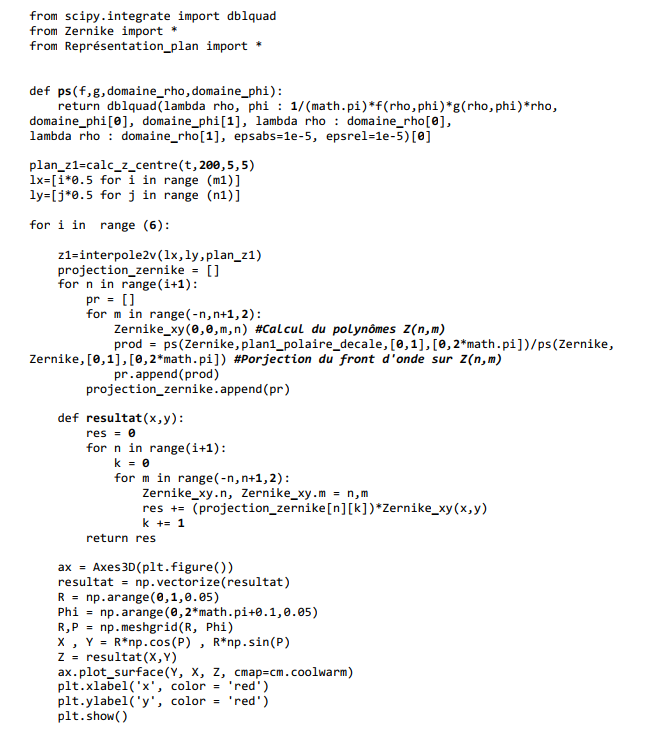 from scipy.integrate import dblquad
from Zernike import *
from Représentation_plan import *
def ps(f,g,domaine_rho,domaine_phi):
    return dblquad(lambda rho, phi : 1/(math.pi)*f(rho,phi)*g(rho,phi)*rho,
domaine_phi[0], domaine_phi[1], lambda rho : domaine_rho[0],
lambda rho : domaine_rho[1], epsabs=1e-5, epsrel=1e-5)[0]
plan_z1=calc_z_centre(t,200,5,5)
lx=[i*0.5 for i in range (m1)]
ly=[j*0.5 for j in range (n1)]
for i in  range (6):
    z1=interpole2v(lx,ly,plan_z1)
    projection_zernike = []
    for n in range(i+1):
        pr = []
        for m in range(-n,n+1,2):
            Zernike_xy(0,0,m,n) #Calcul du polynômes Z(n,m)
            prod = ps(Zernike,plan1_polaire_decale,[0,1],[0,2*math.pi])/ps(Zernike,
Zernike,[0,1],[0,2*math.pi]) #Porjection du front d'onde sur Z(n,m)
            pr.append(prod)
        projection_zernike.append(pr)
    def resultat(x,y):
        res = 0
        for n in range(i+1):
            k = 0
            for m in range(-n,n+1,2):
                Zernike_xy.n, Zernike_xy.m = n,m
                res += (projection_zernike[n][k])*Zernike_xy(x,y)
                k += 1
        return res
    ax = Axes3D(plt.figure())
    resultat = np.vectorize(resultat)
    R = np.arange(0,1,0.05)
    Phi = np.arange(0,2*math.pi+0.1,0.05)
    R,P = np.meshgrid(R, Phi)
    X , Y = R*np.cos(P) , R*np.sin(P)
    Z = resultat(X,Y)
    ax.plot_surface(Y, X, Z, cmap=cm.coolwarm)
    plt.xlabel('x', color = 'red')
    plt.ylabel('y', color = 'red')
    plt.show()